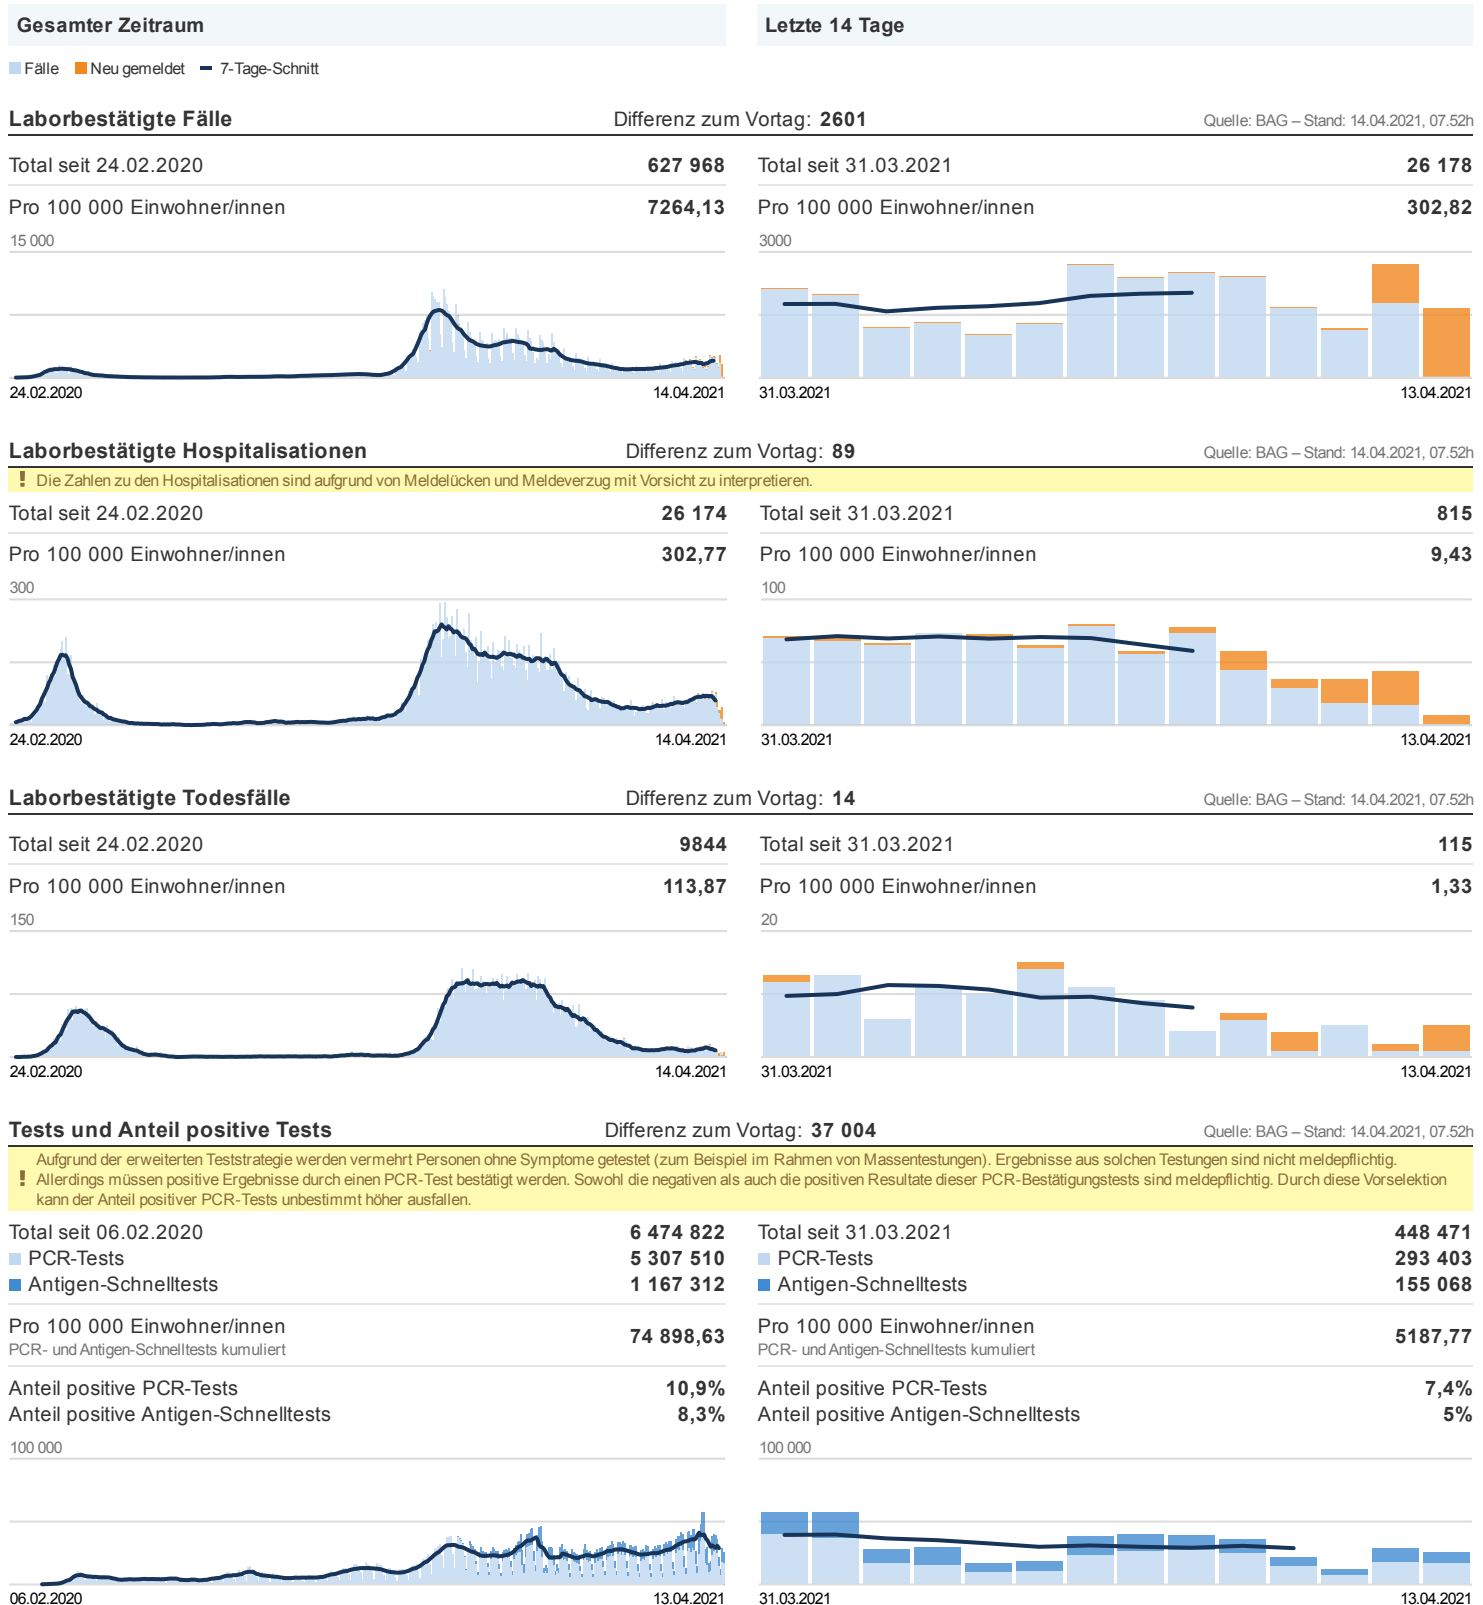 Gesamter Zeitraum
Letzte 14 Tage
Fälle Neu gemeldet 7-Tage-Schnitt
Laborbestätigte Fälle Differenz zum Vortag: 2601 Quelle: BAG – Stand: 14.04.2021, 07.52h
Total seit 24.02.2020 627 968
Pro 100 000 Einwohner/innen 7264,13
15 000
24.02.2020 14.04.2021
Total seit 31.03.2021 26 178
Pro 100 000 Einwohner/innen 302,82
3000
31.03.2021 13.04.2021
Laborbestätigte Hospitalisationen Differenz zum Vortag: 89 Quelle: BAG – Stand: 14.04.2021, 07.52h
! Die Zahlen zu den Hospitalisationen sind aufgrund von Meldelücken und Meldeverzug mit Vorsicht zu interpretieren.
Total seit 24.02.2020 26 174
Pro 100 000 Einwohner/innen 302,77
300
24.02.2020 14.04.2021
Total seit 31.03.2021 815
Pro 100 000 Einwohner/innen 9,43
100
31.03.2021 13.04.2021
Laborbestätigte Todesfälle Differenz zum Vortag: 14 Quelle: BAG – Stand: 14.04.2021, 07.52h
Total seit 24.02.2020 9844
Pro 100 000 Einwohner/innen 113,87
150
24.02.2020 14.04.2021
Total seit 31.03.2021 115
Pro 100 000 Einwohner/innen 1,33
20
31.03.2021 13.04.2021
Tests und Anteil positive Tests Differenz zum Vortag: 37 004 Quelle: BAG – Stand: 14.04.2021, 07.52h
Aufgrund der erweiterten Teststrategie werden vermehrt Personen ohne Symptome getestet (zum Beispiel im Rahmen von Massentestungen). Ergebnisse aus solchen Testungen sind nicht meldepflichtig.
! Allerdings müssen positive Ergebnisse durch einen PCR-Test bestätigt werden. Sowohl die negativen als auch die positiven Resultate dieser PCR-Bestätigungstests sind meldepflichtig. Durch diese Vorselektion
kann der Anteil positiver PCR-Tests unbestimmt höher ausfallen.
Total seit 06.02.2020 6 474 822
PCR-Tests 5 307 510
Antigen-Schnelltests 1 167 312
Pro 100 000 Einwohner/innen 74 898,63
PCR- und Antigen-Schnelltests kumuliert
Anteil positive PCR-Tests 10,9%
Anteil positive Antigen-Schnelltests 8,3%
100 000
06.02.2020 13.04.2021
Total seit 31.03.2021 448 471
PCR-Tests 293 403
Antigen-Schnelltests 155 068
Pro 100 000 Einwohner/innen 5187,77
PCR- und Antigen-Schnelltests kumuliert
Anteil positive PCR-Tests 7,4%
Anteil positive Antigen-Schnelltests 5%
100 000
31.03.2021 13.04.2021